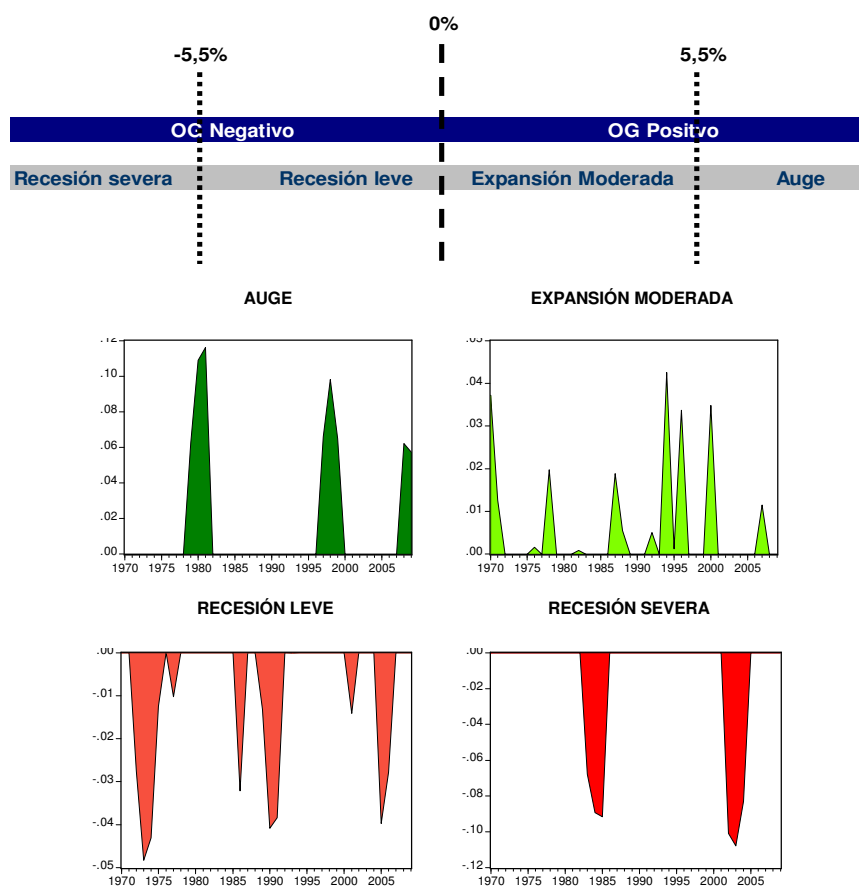 0%
-5,5% 5,5%
OG Negativo OG Positvo
Recesión severa Recesión leve Expansión Moderada Auge
AUGE EXPANSIÓN MODERADA
.12 .05
.10 .04
.08 .03
.06 .02
.04 .01
.02 .00
.00
1970 1975 1980 1985 1990 1995 2000 2005 1970 1975 1980 1985 1990 1995 2000 2005
RECESIÓN LEVE RECESIÓN SEVERA
.00 .00
-.01 -.02
-.02 -.04
-.03 -.06
-.04 -.08
-.05 -.10
-.12
1970 1975 1980 1985 1990 1995 2000 2005 1970 1975 1980 1985 1990 1995 2000 2005